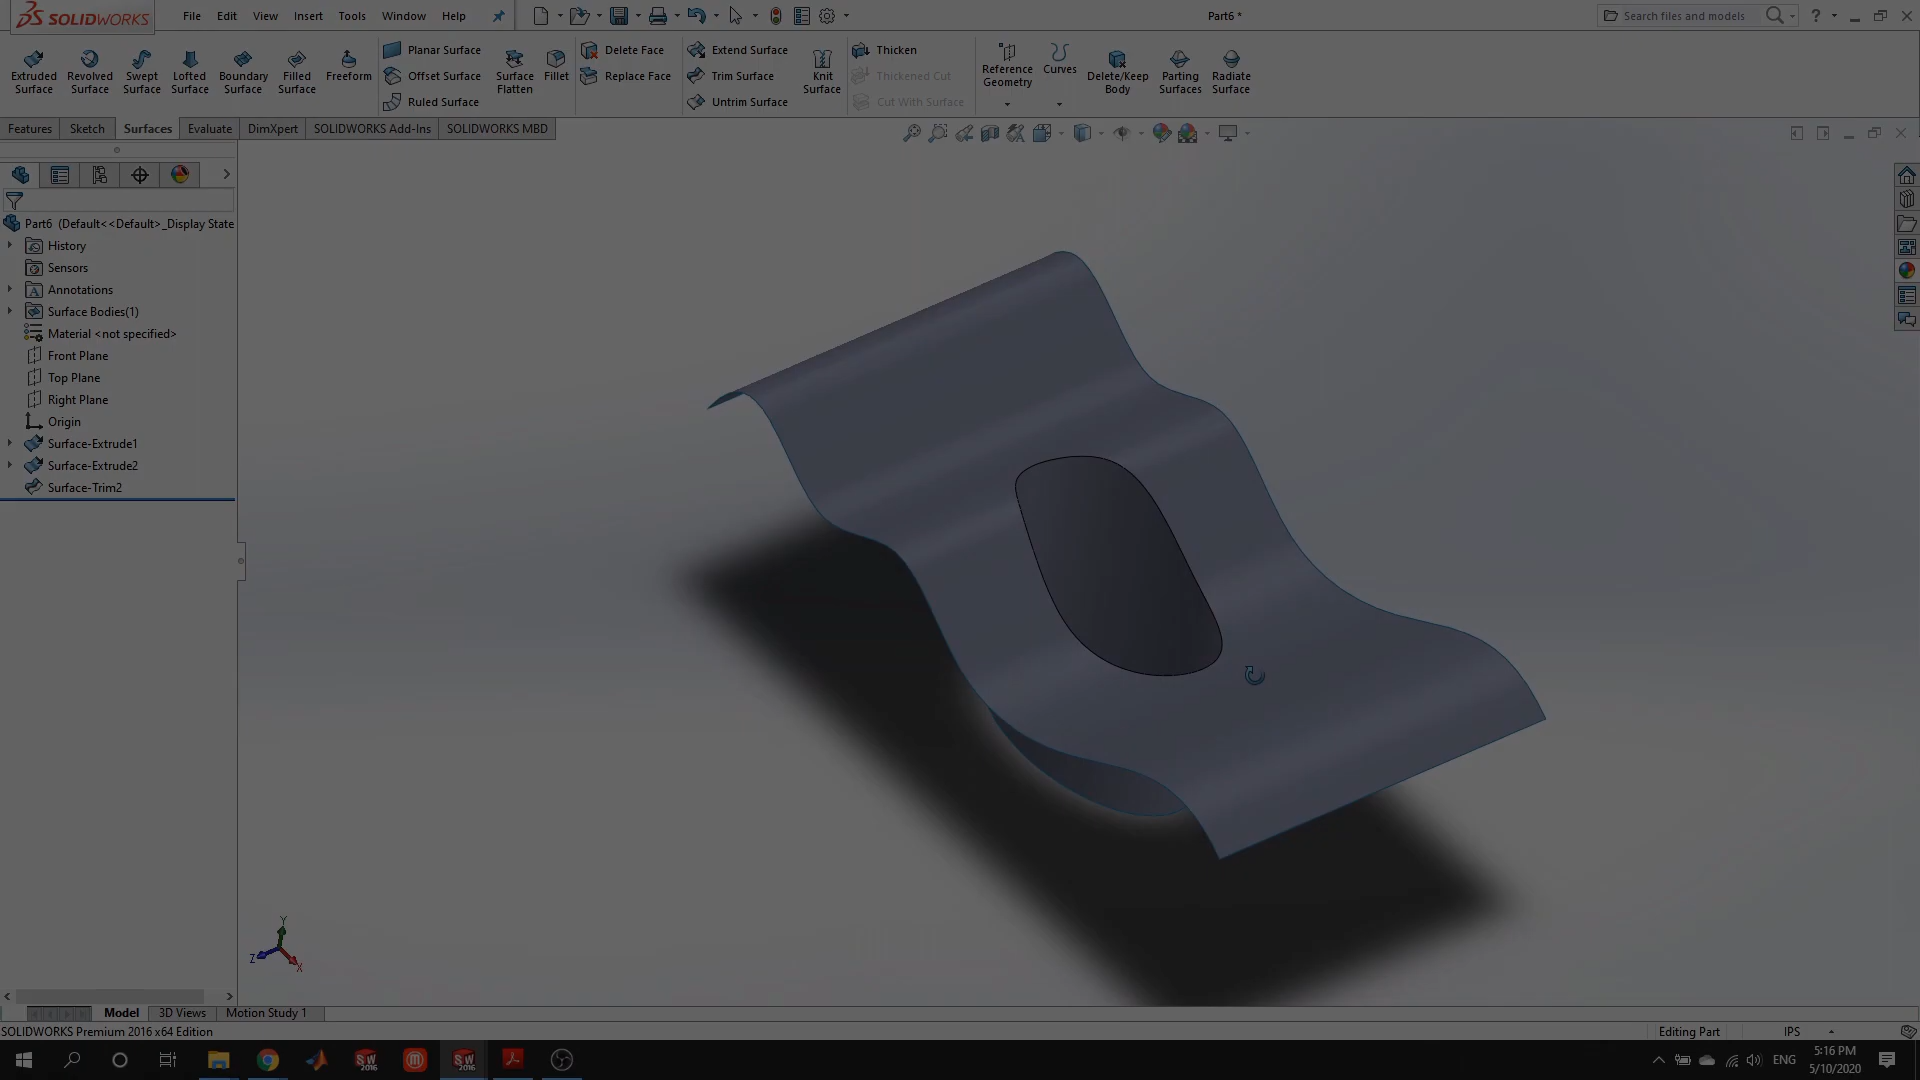 SOLIDWORKS File Edit View Insert Tools Window Help Part6 * Search files and models
Extruded Surface
Revolved Surface
Swept Surface
Lofted Surface
Boundary Surface
Filled Surface
Freeform
Planar Surface
Offset Surface
Ruled Surface
Surface Flatten
Fillet
Delete Face
Replace Face
Extend Surface
Trim Surface
Untrim Surface
Knit Surface
Thicken
Thickened Cut
Cut With Surface
Reference Geometry
Curves
Delete/Keep Body
Parting Surfaces
Radiate Surface
Features Sketch Surfaces Evaluate DimXpert SOLIDWORKS Add-Ins SOLIDWORKS MBD
Part6 (Default<<Default>_Display State
History
Sensors
Annotations
Surface Bodies(1)
Material <not specified>
Front Plane
Top Plane
Right Plane
Origin
Surface-Extrude1
Surface-Extrude2
Surface-Trim2
Y
Z
X
Model 3D Views Motion Study 1
SOLIDWORKS Premium 2016 x64 Edition Editing Part IPS
SW 2016 SW 2016 ENG 5:16 PM
5/10/2020